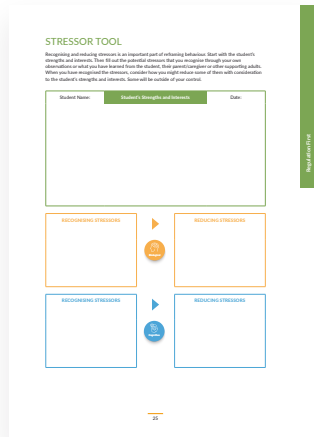 STRESSOR TOOL
Recognising and reducing stressors is an important part of reframing behaviour. Start with the student's
strengths and interests. Then fill out the potential stressors that you recognise through your own
observations or what you have learned from the student, their parent/caregiver or other supporting adults.
When you have recognised the stressors, consider how you might reduce some of them with consideration
to the student's strengths and interests. Some will be outside of your control.
Student Name:
Student's Strengths and Interests
Date:
RECOGNISING STRESSORS
REDUCING STRESSORS
RECOGNISING STRESSORS
REDUCING STRESSORS
Regulation First
25